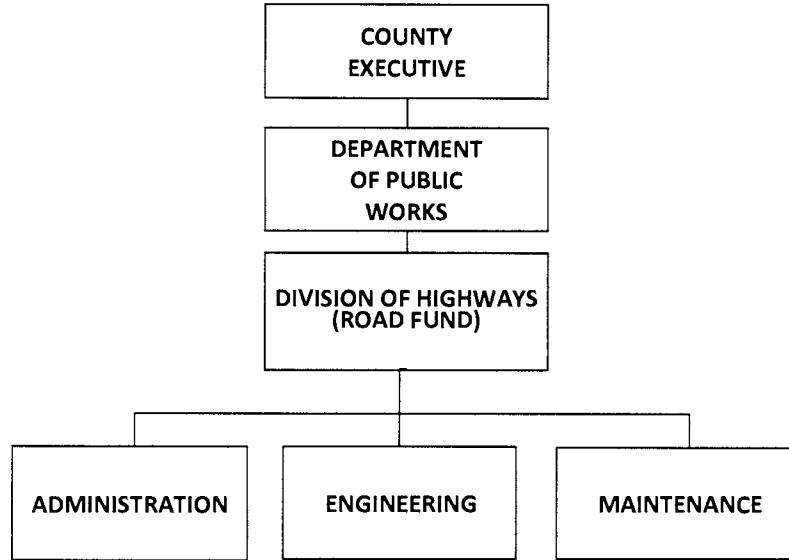 COUNTY
EXECUTIVE
DEPARTMENT
OF PUBLIC
WORKS
DIVISION OF HIGHWAYS
(ROAD FUND)
ADMINISTRATION
ENGINEERING
MAINTENANCE